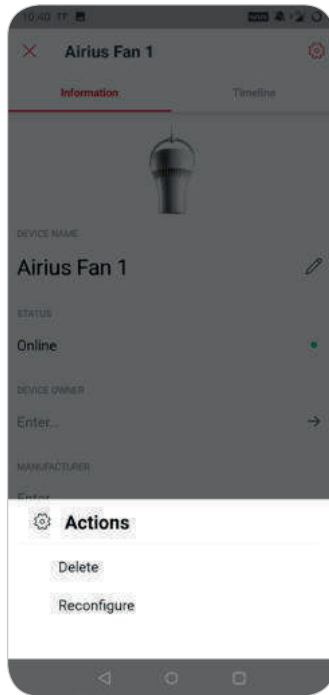 10:40
Airius Fan 1
Information
Timeline
DEVICE NAME
Airius Fan 1
STATUS
Online
DEVICE OWNER
Enter...
MANUFACTURER
Enter
Actions
Delete
Reconfigure